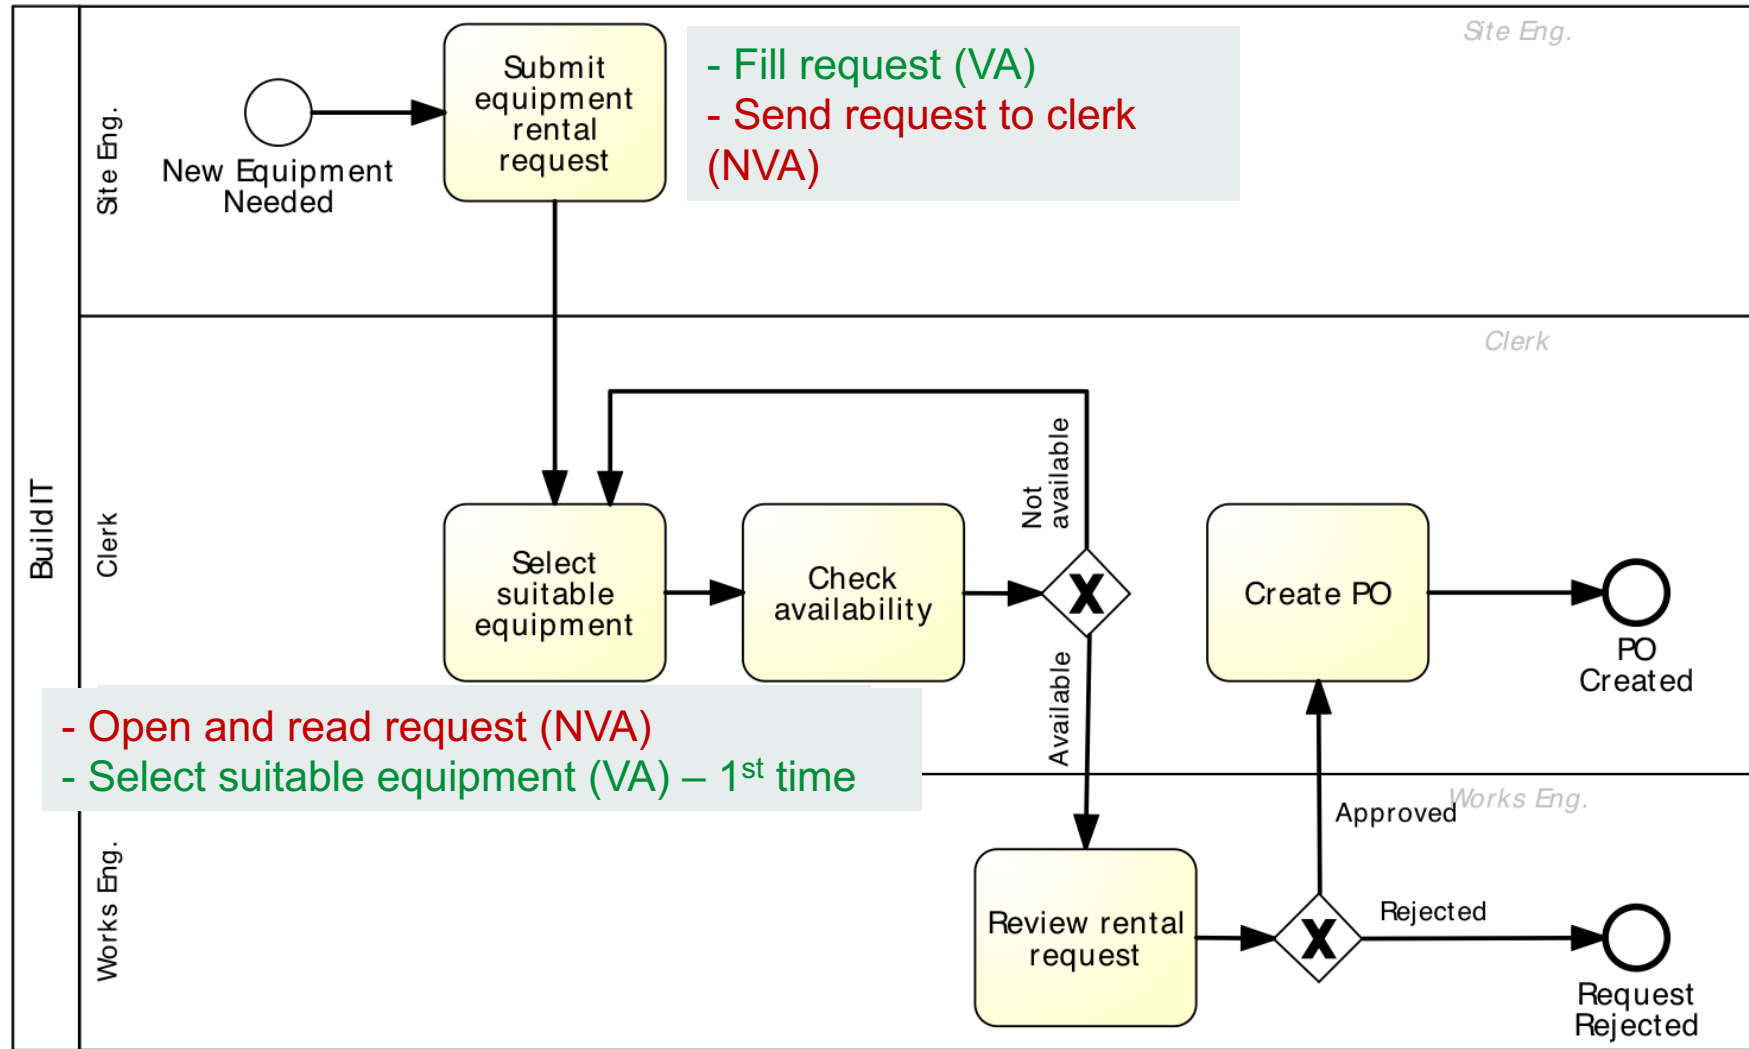 Site Eng.
Submit
equipment
rental
request
- Fill request (VA)
- Send request to clerk
(NVA)
New Equipment
Needed
Site Eng.
Clerk
BuildIT
Clerk
Select
suitable
equipment
Check
availability
Not
available
Available
Create PO
PO
Created
- Open and read request (NVA)
- Select suitable equipment (VA) – 1st time
Works Eng.
Works Eng.
Approved
Review rental
request
Rejected
Request
Rejected